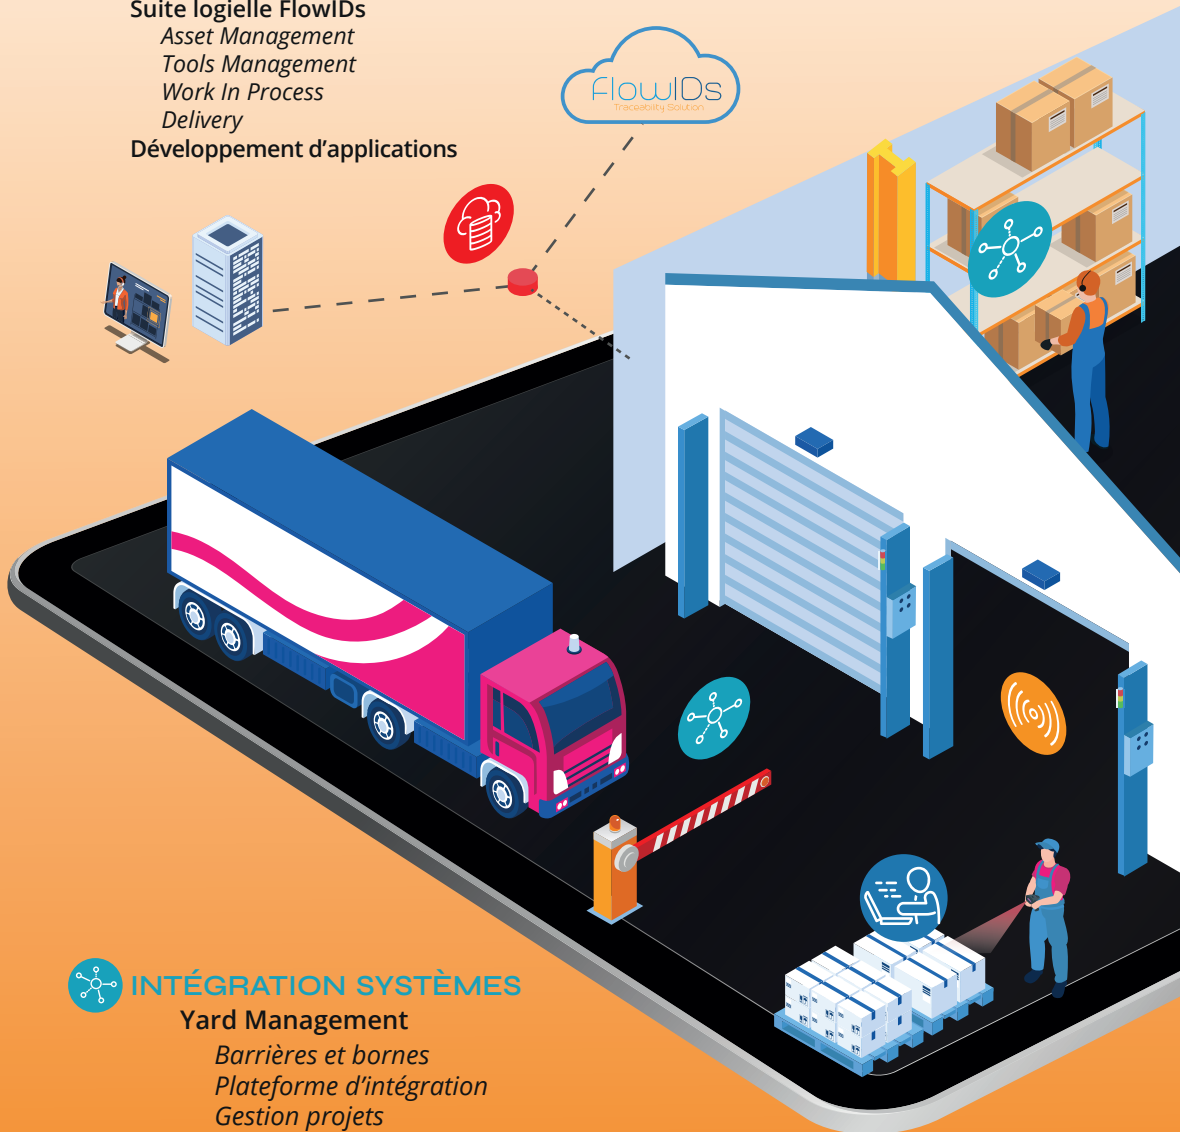 Suite logielle FlowIDs
Asset Management
Tools Management
Work In Process
Delivery
Développement d'applications
FlowIDs
Traceability Solution
INTÉGRATION SYSTÈMES
Yard Management
Barrières et bornes
Plateforme d'intégration
Gestion projets